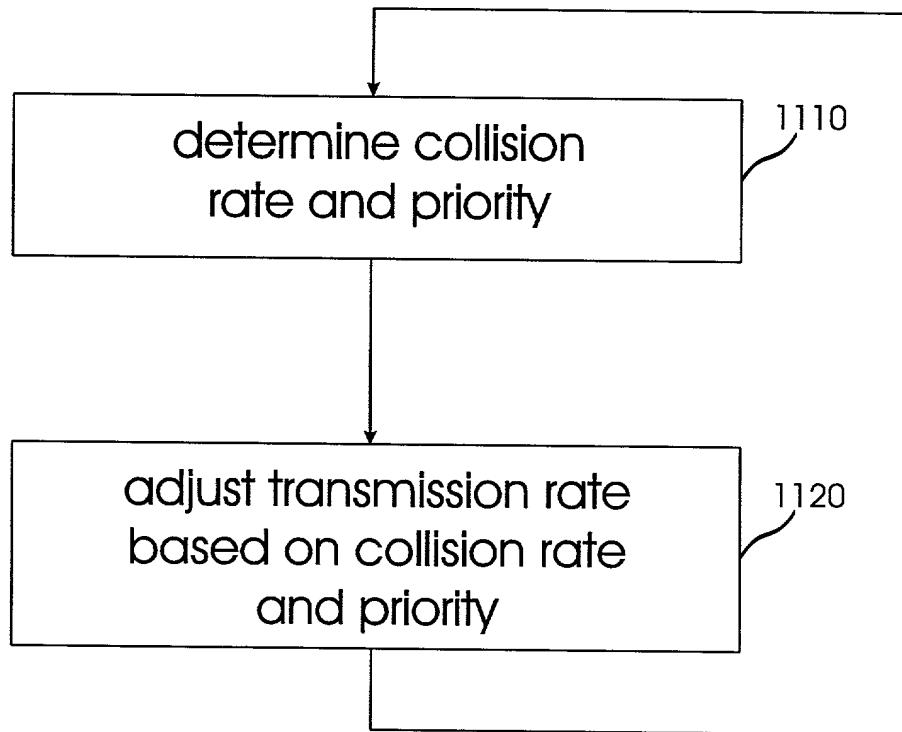 determine collision
rate and priority
1110
adjust transmission rate
based on collision rate
and priority
1120